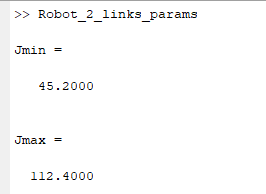 >> Robot_2_links_params
Jmin =
45.2000
Jmax =
112.4000